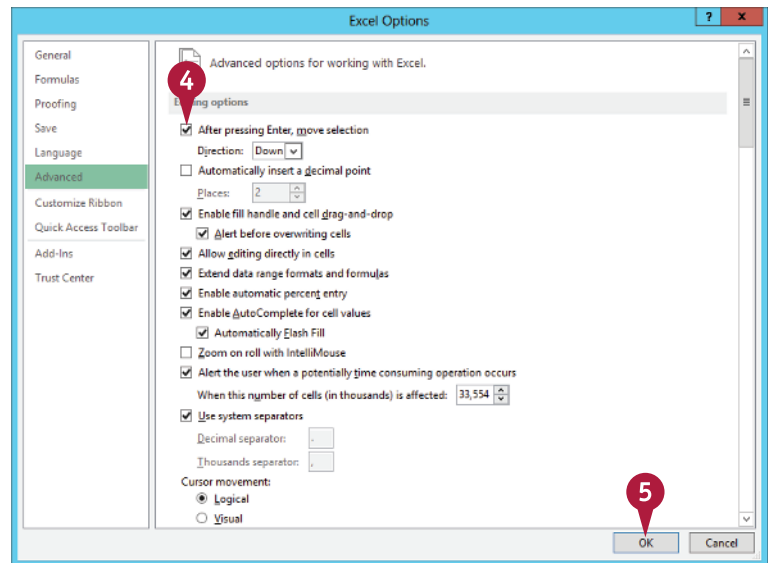 Excel Options
? x
General
Formulas
Proofing
Save
Language
Advanced
Customize Ribbon
Quick Access Toolbar
Add-Ins
Trust Center
Advanced options for working with Excel.
4
options
After pressing Enter, move selection
Direction: Down
Automatically insert a decimal point
Places: 2
Enable fill handle and cell drag-and-drop
Alert before overwriting cells
Allow editing directly in cells
Extend data range formats and formulas
Enable automatic percent entry
Enable AutoComplete for cell values
Automatically Flash Fill
Zoom on roll with IntelliMouse
Alert the user when a potentially time consuming operation occurs
When this number of cells (in thousands) is affected: 33,554
Use system separators
Decimal separator: .
Thousands separator: ,
Cursor movement:
Logical
Visual
5
OK Cancel